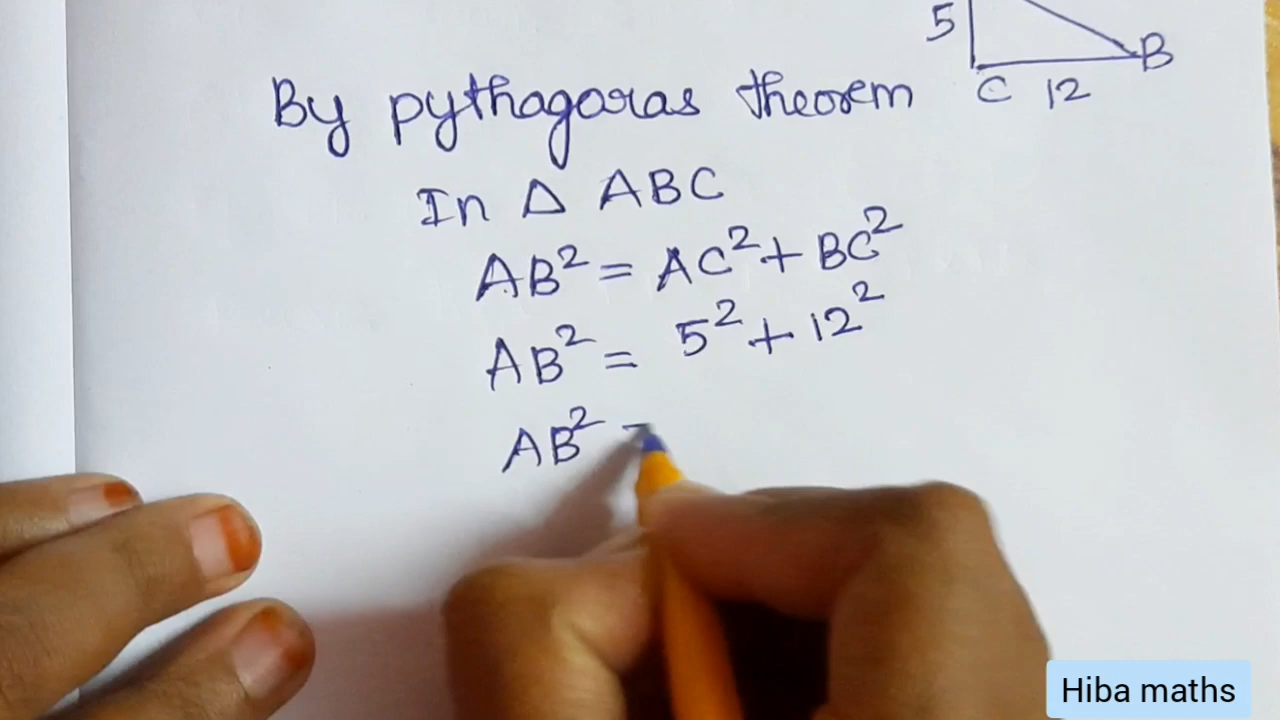 5
B
C 12
By pythagoras theorem
In Δ ABC
AB² = AC² + BC²
AB² = 5² + 12²
AB² =
Hiba maths